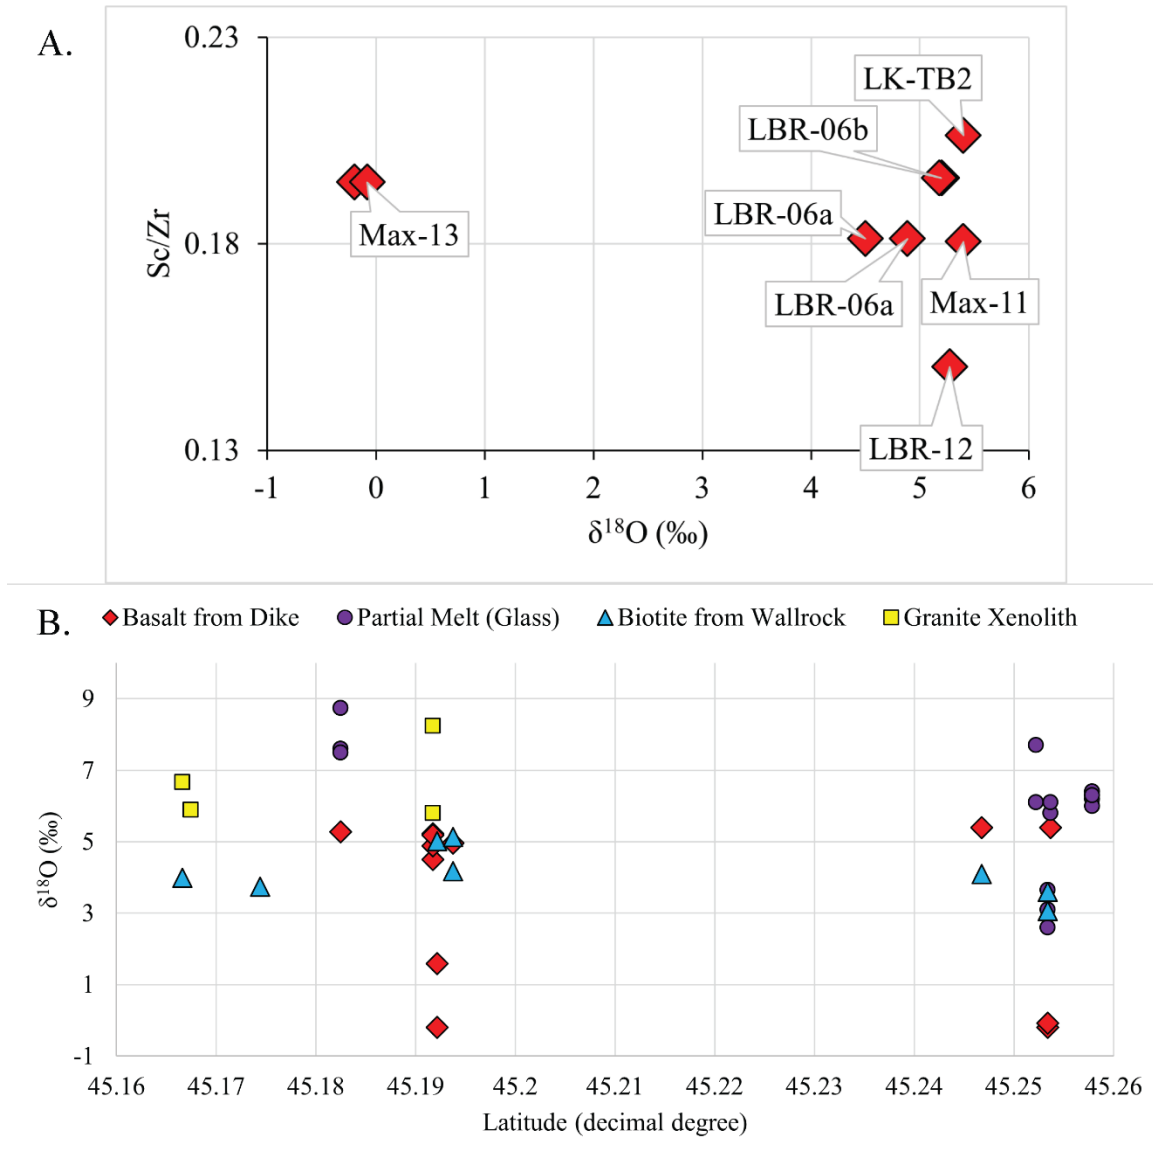 A.
0.23
0.18
0.13
Sc/Zr
LK-TB2
LBR-06b
LBR-06a
Max-13
LBR-06a
Max-11
LBR-12
-1 0 1 2 3 4 5 6
δ¹⁸O (‰)
B.
Basalt from Dike Partial Melt (Glass) Biotite from Wallrock Granite Xenolith
9
7
5
3
1
-1
δ¹⁸O (‰)
45.16 45.17 45.18 45.19 45.2 45.21 45.22 45.23 45.24 45.25 45.26
Latitude (decimal degree)